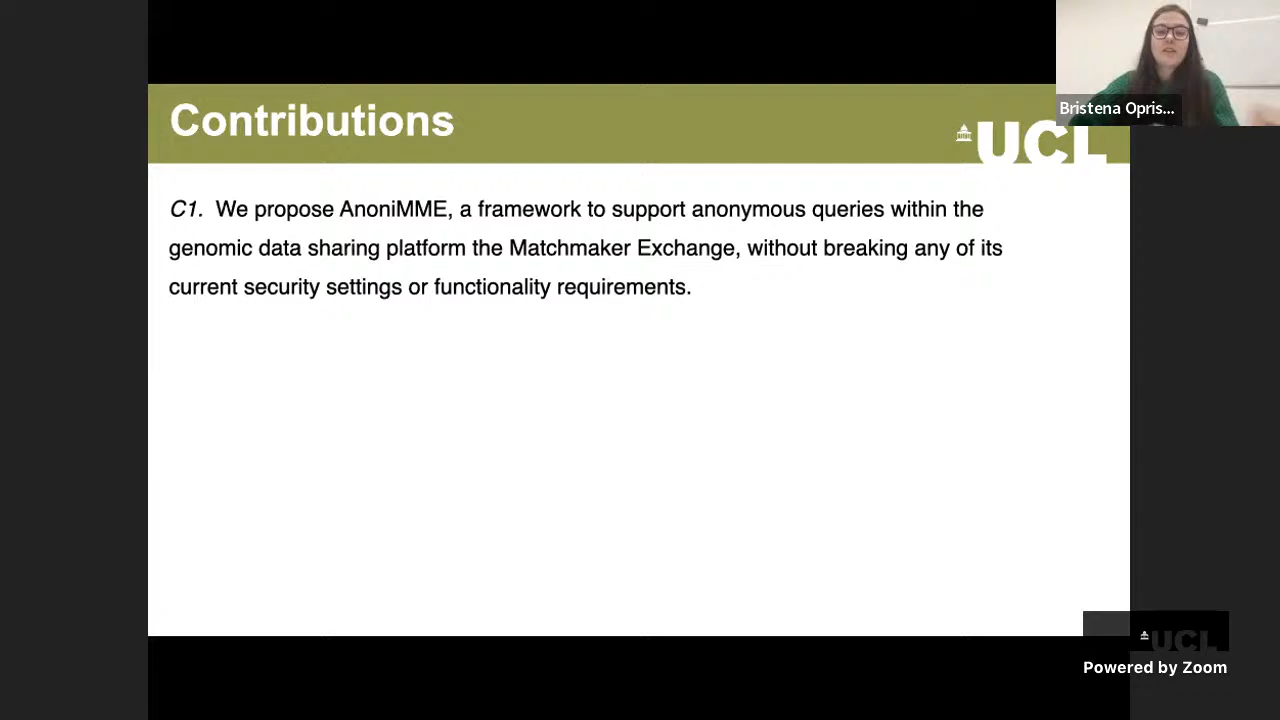 Contributions
UCL
Bristena Opris...
C1. We propose AnoniMME, a framework to support anonymous queries within the
genomic data sharing platform the Matchmaker Exchange, without breaking any of its
current security settings or functionality requirements.
UCL
Powered by Zoom